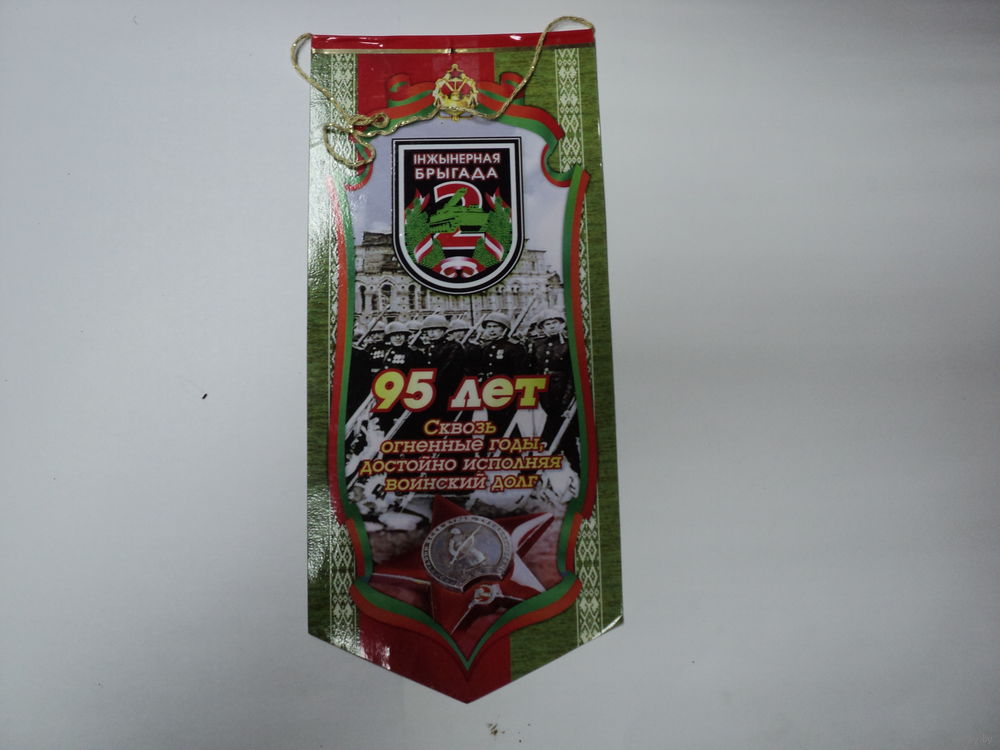 ІНЖЫНЕРНАЯ
БРЫГАДА
2
95 лет
Сквозь
огненные годы,
достойно исполняя
воинский долг